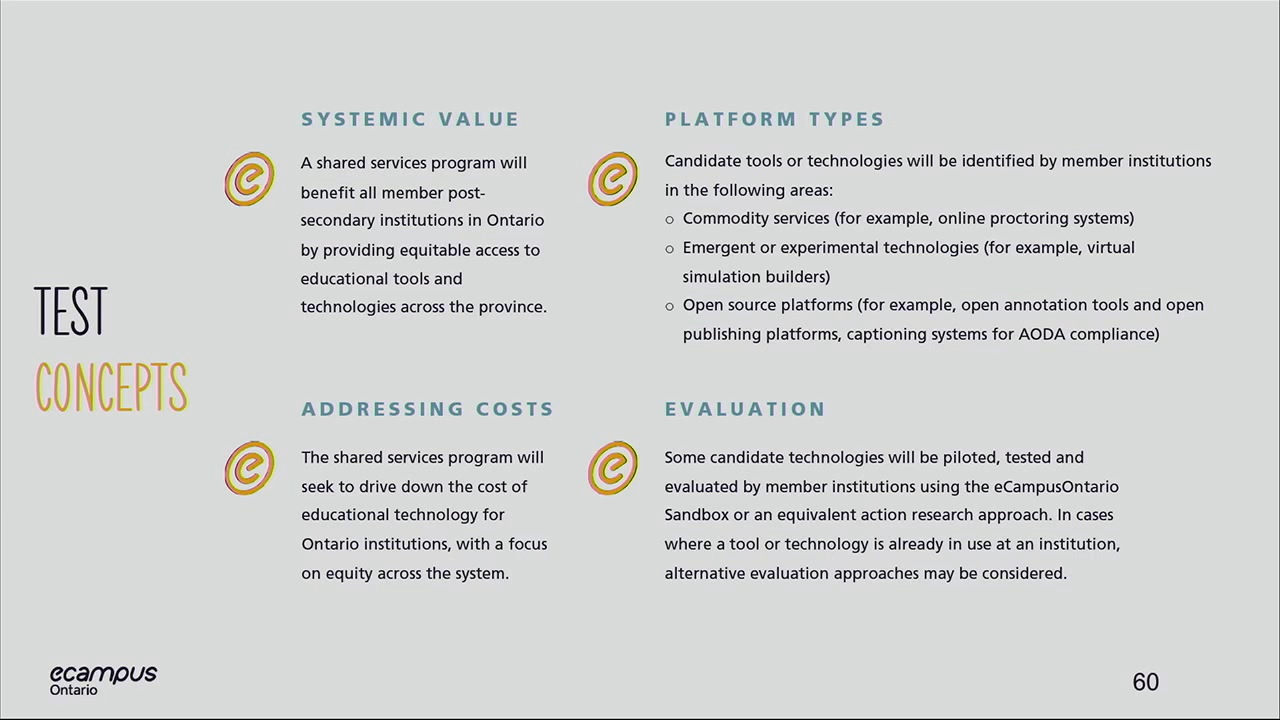 TEST
CONCEPTS
SYSTEMIC VALUE
A shared services program will
benefit all member post-
secondary institutions in Ontario
by providing equitable access to
educational tools and
technologies across the province.
PLATFORM TYPES
Candidate tools or technologies will be identified by member institutions
in the following areas:
o Commodity services (for example, online proctoring systems)
o Emergent or experimental technologies (for example, virtual
simulation builders)
o Open source platforms (for example, open annotation tools and open
publishing platforms, captioning systems for AODA compliance)
ADDRESSING COSTS
The shared services program will
seek to drive down the cost of
educational technology for
Ontario institutions, with a focus
on equity across the system.
EVALUATION
Some candidate technologies will be piloted, tested and
evaluated by member institutions using the eCampusOntario
Sandbox or an equivalent action research approach. In cases
where a tool or technology is already in use at an institution,
alternative evaluation approaches may be considered.
ecampus
Ontario
60